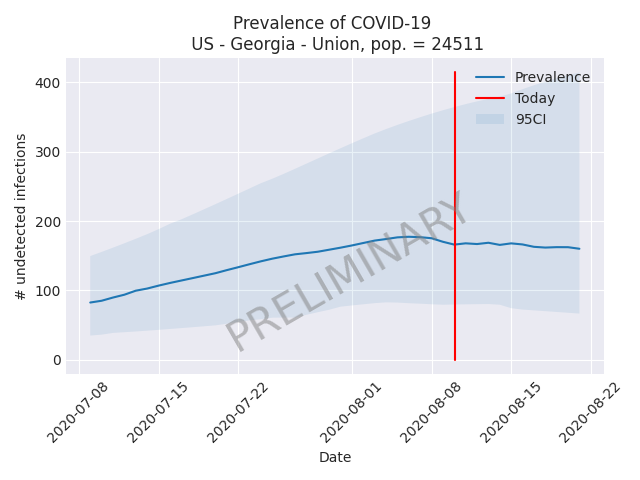 Prevalence of COVID-19
US - Georgia - Union, pop. = 24511
Prevalence
Today
95CI
400
300
200
100
0
# undetected infections
PRELIMINARY
2020-07-08
2020-07-15
2020-07-22
2020-08-01
2020-08-08
2020-08-15
2020-08-22
Date